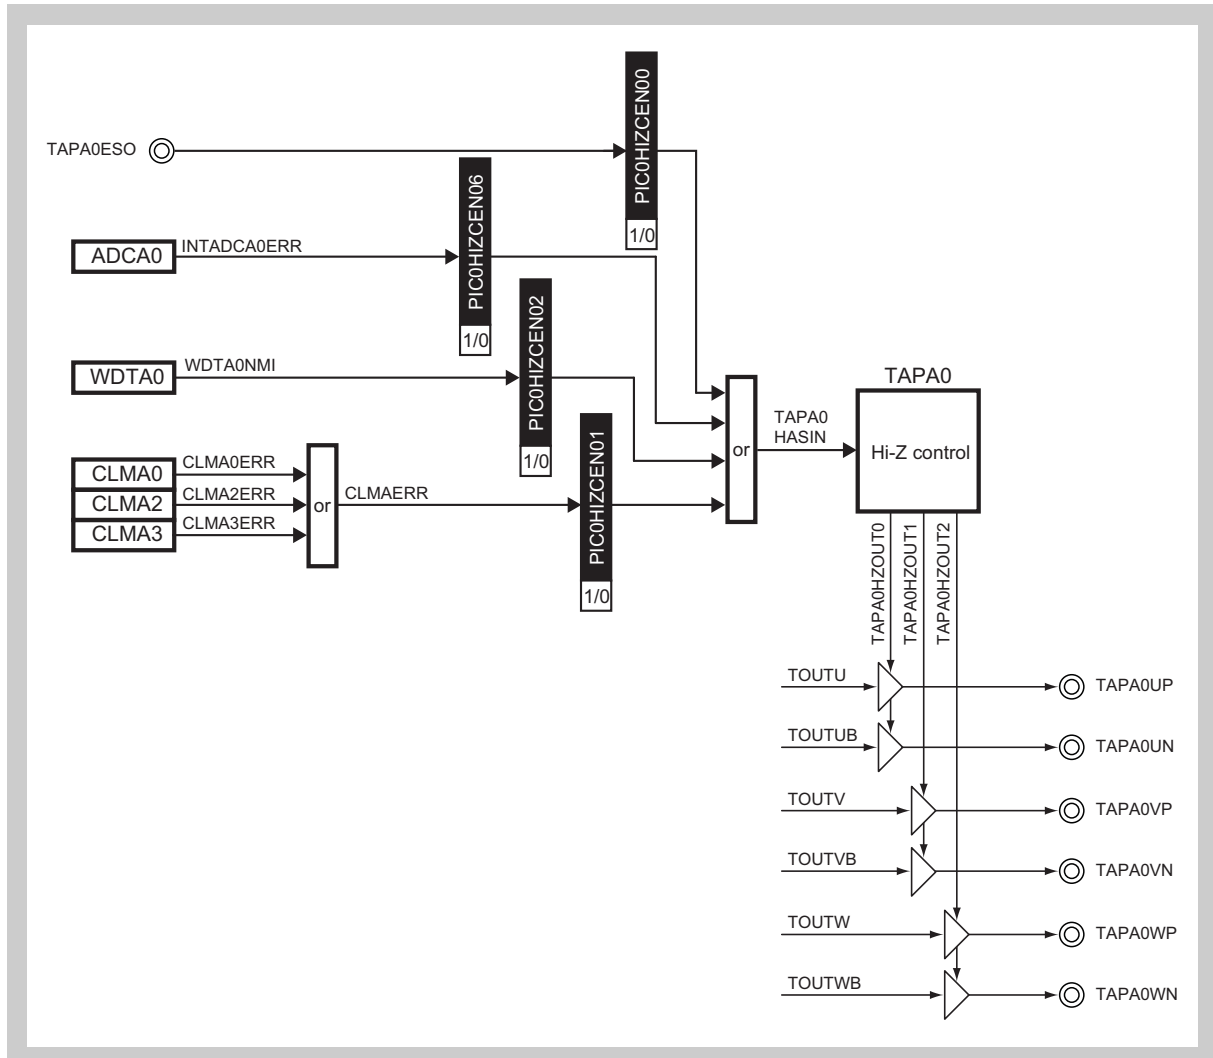 TAPA0ESO
PIC0HIZCEN00
1/0
ADCA0
INTADCA0ERR
PIC0HIZCEN06
1/0
WDTA0
WDTA0NMI
PIC0HIZCEN02
1/0
CLMA0
CLMA0ERR
CLMA2
CLMA2ERR
CLMA3
CLMA3ERR
or
CLMAERR
PIC0HIZCEN01
1/0
or
TAPA0
HASIN
TAPA0
Hi-Z control
TAPA0HZOUT0
TAPA0HZOUT1
TAPA0HZOUT2
TOUTU
TAPA0UP
TOUTUB
TAPA0UN
TOUTV
TAPA0VP
TOUTVB
TAPA0VN
TOUTW
TAPA0WP
TOUTWB
TAPA0WN